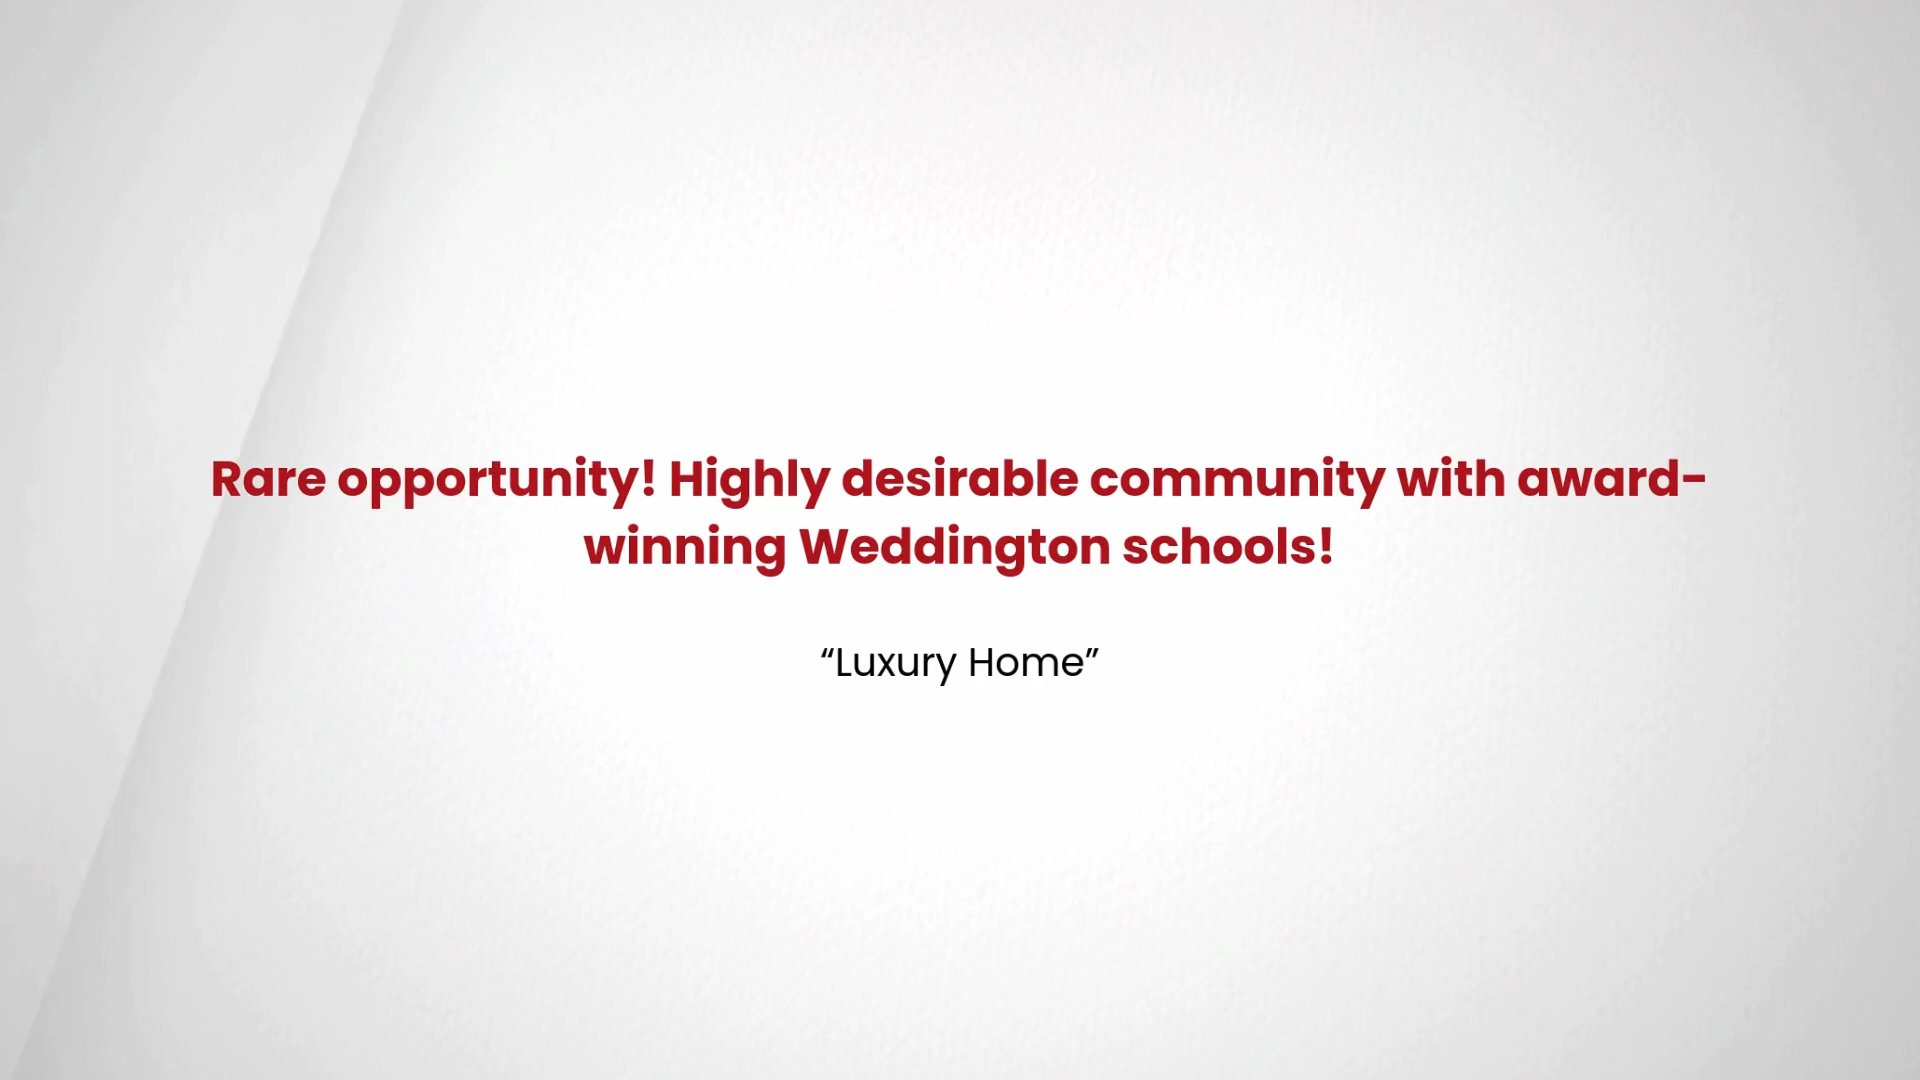 Rare opportunity! Highly desirable community with award-
winning Weddington schools!
“Luxury Home”